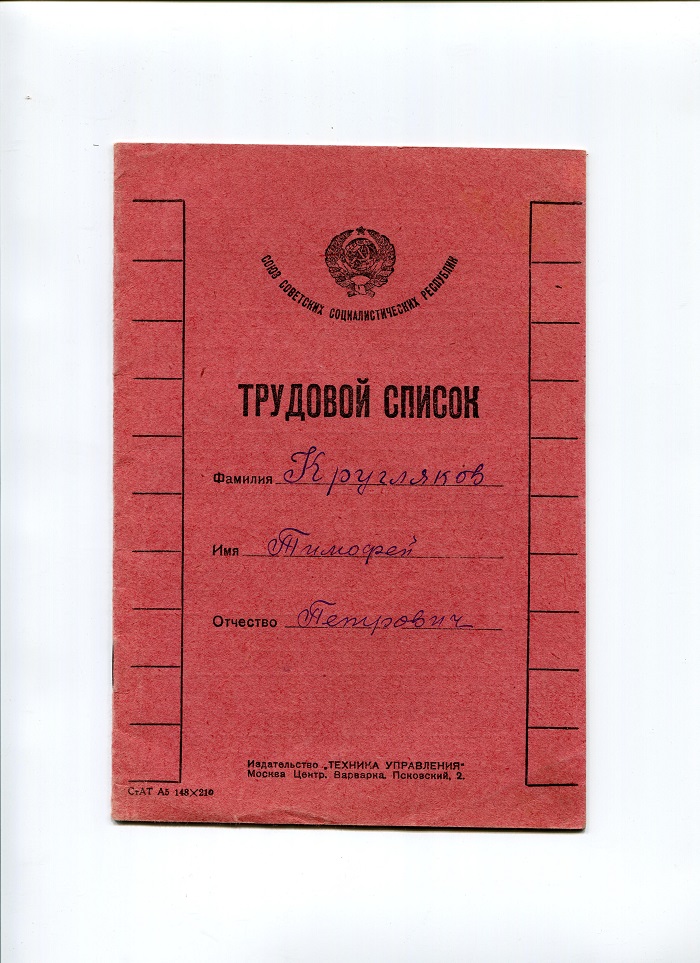 СОЮЗ СОВЕТСКИХ СОЦИАЛИСТИЧЕСКИХ РЕСПУБЛИК
ТРУДОВОЙ СПИСОК
Фамилия Кругляков
Имя Тимофей
Отчество Петрович
Издательство „ТЕХНИКА УПРАВЛЕНИЯ“
Москва Центр. Варварка, Псковский, 2.
СтАТ А5 148×210